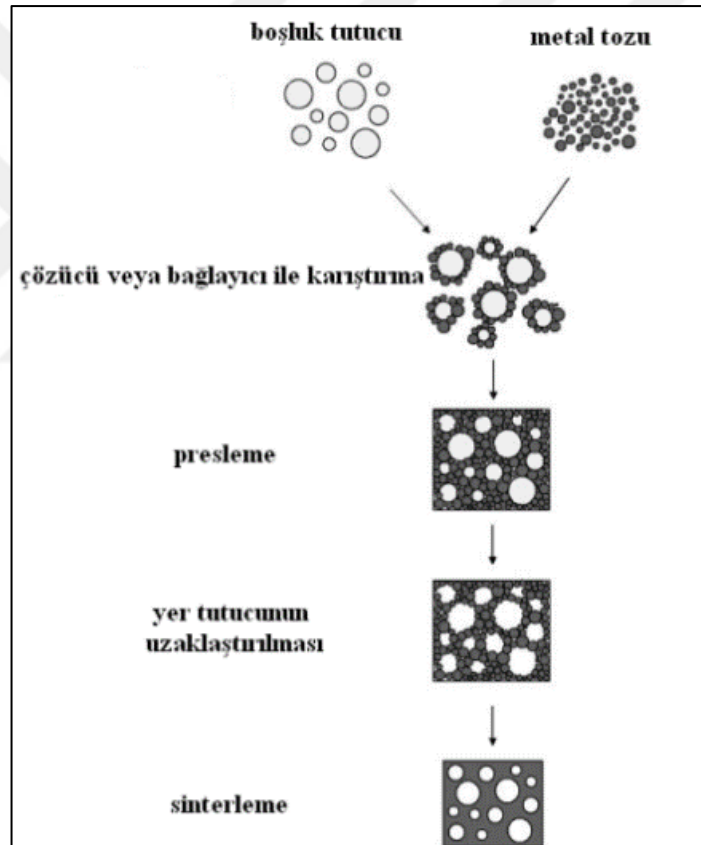 boşluk tutucu
metal tozu
çözücü veya bağlayıcı ile karıştırma
presleme
yer tutucunun
uzaklaştırılması
sinterleme